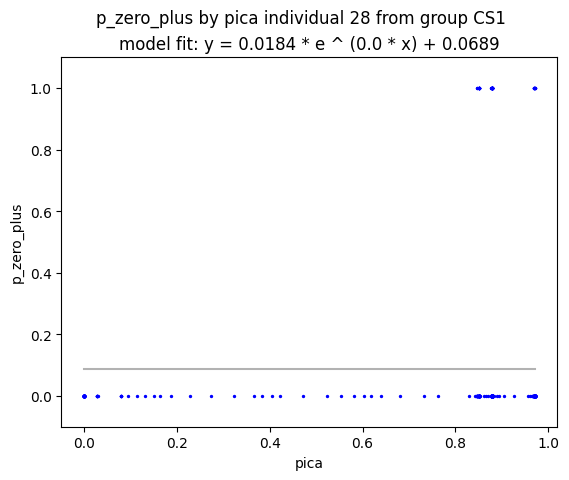 p_zero_plus by pica individual 28 from group CS1
model fit: y = 0.0184 * e ^ (0.0 * x) + 0.0689
1.0
0.8
0.6
0.4
0.2
0.0
p_zero_plus
0.0 0.2 0.4 0.6 0.8 1.0
pica